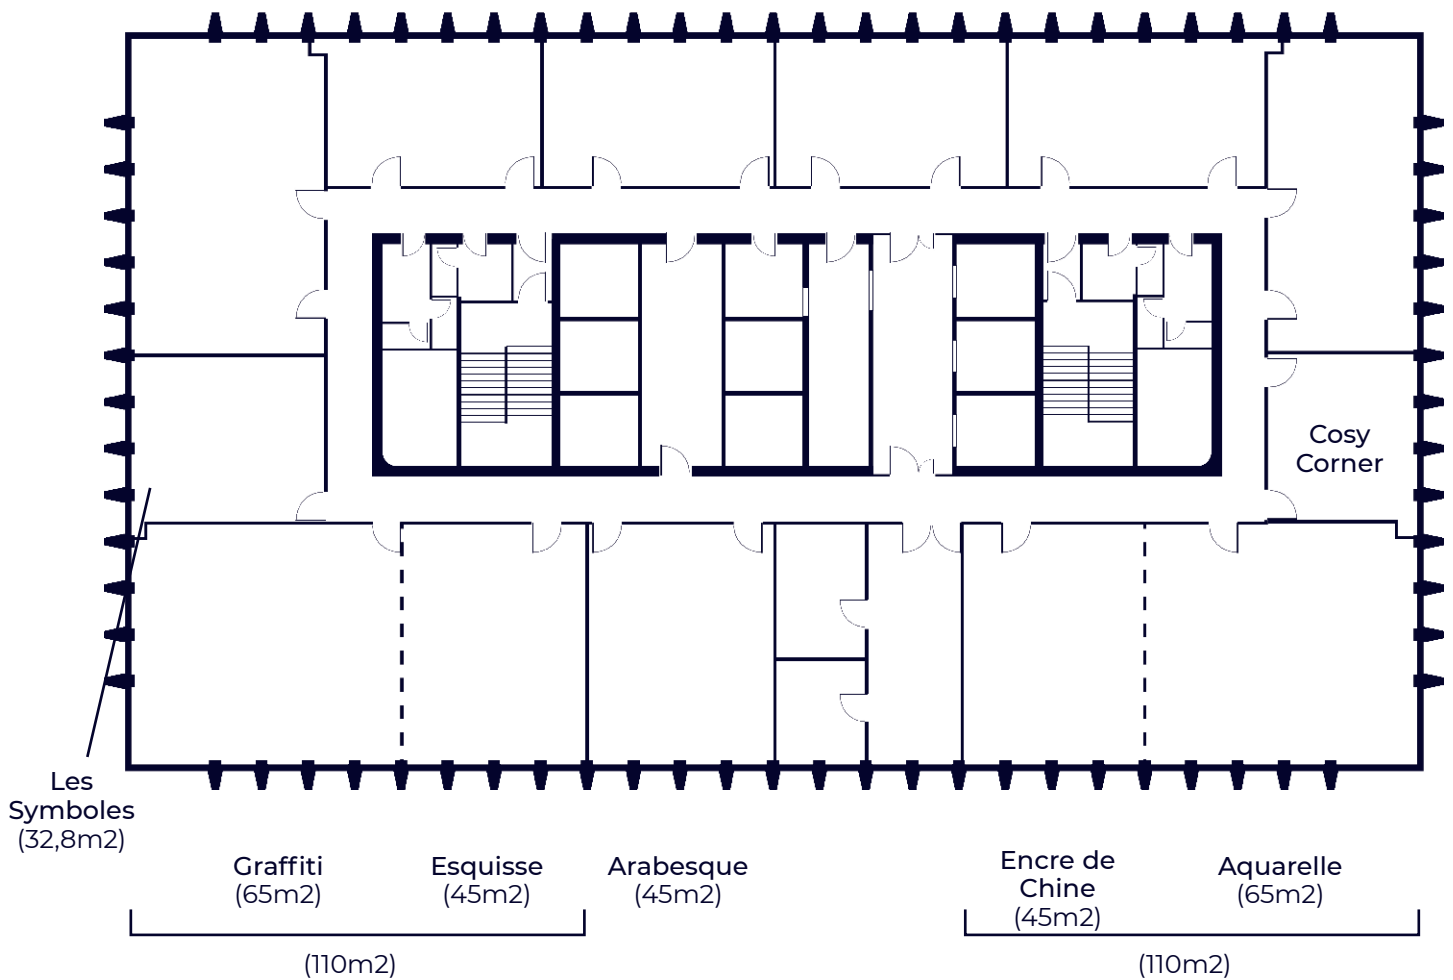 Cosy
Corner
Les
Symboles
(32,8m2)
Graffiti
(65m2)
Esquisse
(45m2)
Arabesque
(45m2)
Encre de
Chine
(45m2)
Aquarelle
(65m2)
(110m2)
(110m2)